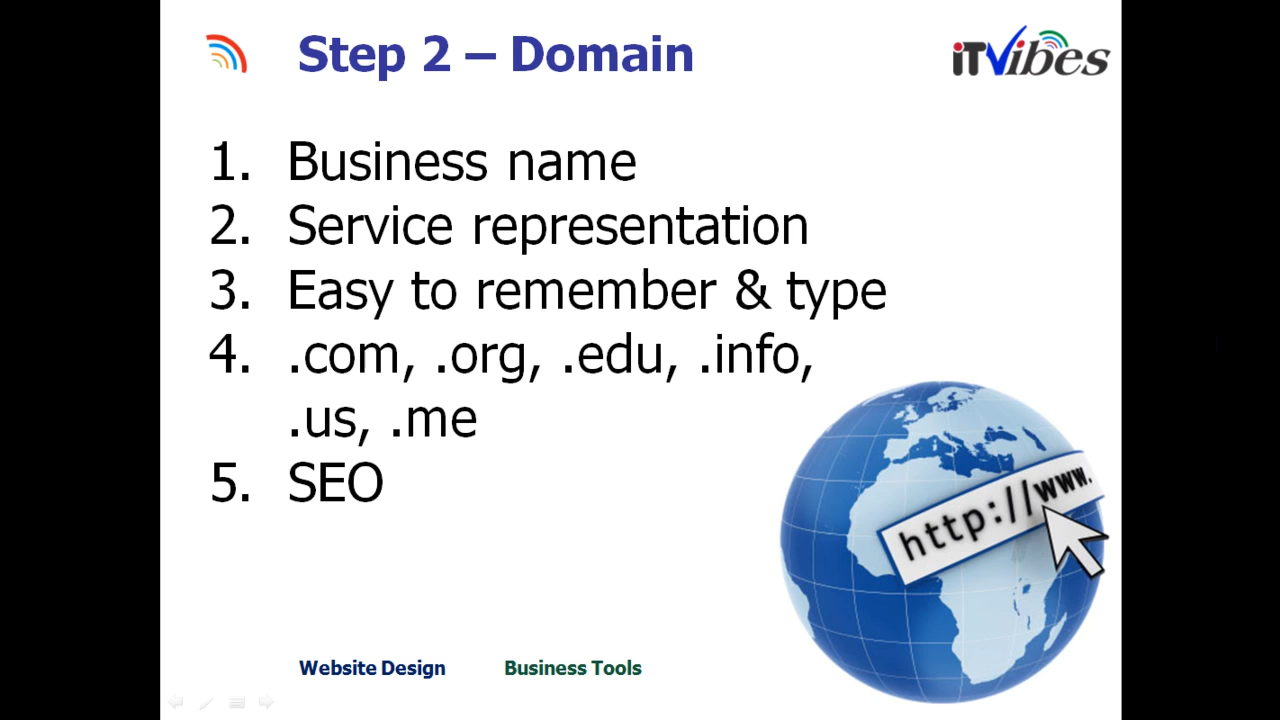 Step 2 – Domain
iTVibes
1. Business name
2. Service representation
3. Easy to remember & type
4. .com, .org, .edu, .info,
.us, .me
5. SEO
http://www.
Website Design
Business Tools